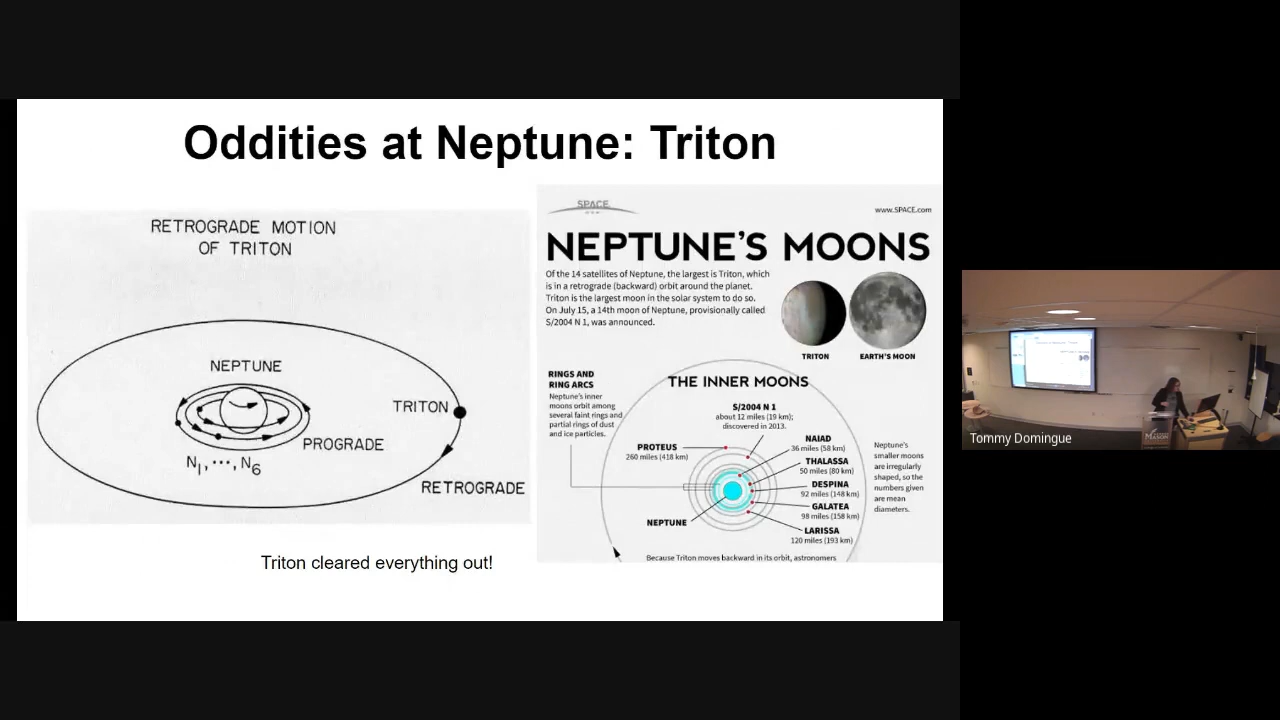 Oddities at Neptune: Triton
RETROGRADE MOTION
OF TRITON
NEPTUNE
TRITON
PROGRADE
N1,...,N6
RETROGRADE
Triton cleared everything out!
SPACE
www.SPACE.com
NEPTUNE'S MOONS
Of the 14 satellites of Neptune, the largest is Triton, which
is in a retrograde (backward) orbit around the planet.
Triton is the largest moon in the solar system to do so.
On July 15, a 14th moon of Neptune, provisionally called
S/2004 N 1, was announced.
TRITON
EARTH'S MOON
RINGS AND
RING ARCS
Neptune's inner
moons orbit among
several faint rings and
partial rings of dust
and ice particles.
THE INNER MOONS
S/2004 N 1
about 12 miles (19 km);
discovered in 2013.
PROTEUS
260 miles (418 km)
NAIAD
36 miles (58 km)
THALASSA
50 miles (80 km)
DESPINA
92 miles (148 km)
GALATEA
98 miles (158 km)
LARISSA
120 miles (193 km)
NEPTUNE
Neptune's
smaller moons
are irregularly
shaped, so the
numbers given
are mean
diameters.
Because Triton moves backward in its orbit, astronomers
Tommy Domingue